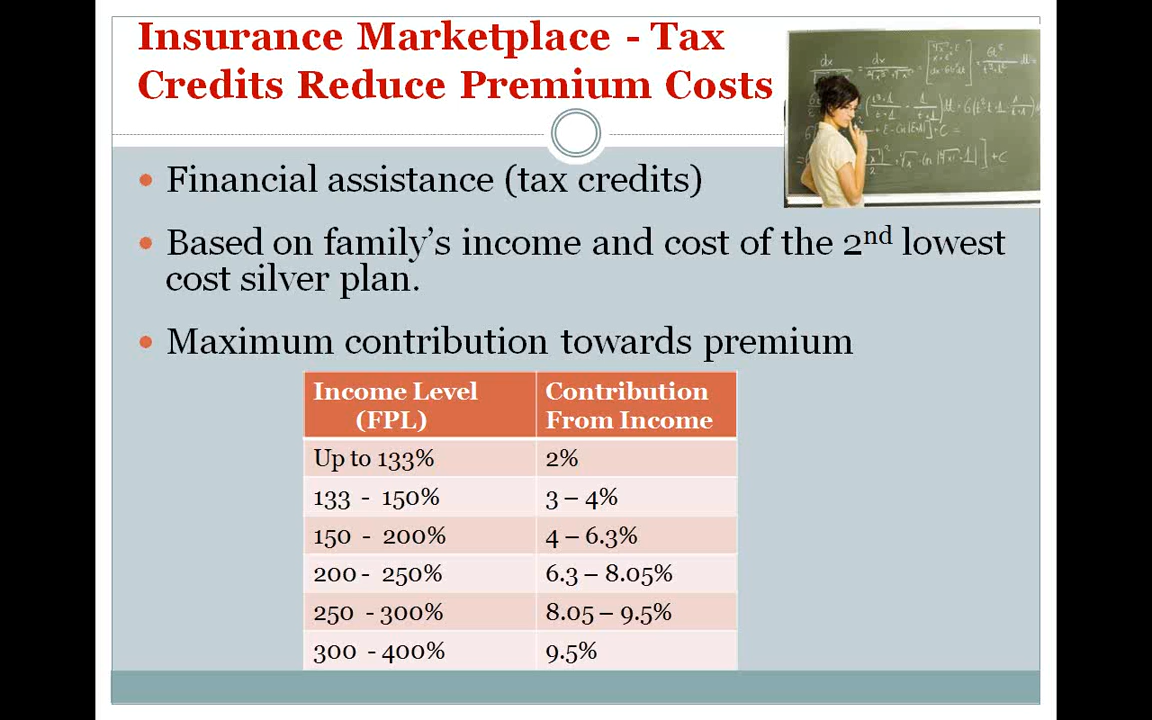 Insurance Marketplace - Tax
Credits Reduce Premium Costs
• Financial assistance (tax credits)
• Based on family’s income and cost of the 2nd lowest
cost silver plan.
• Maximum contribution towards premium
Income Level (FPL) Contribution From Income
Up to 133% 2%
133 - 150% 3 – 4%
150 - 200% 4 – 6.3%
200 - 250% 6.3 – 8.05%
250 - 300% 8.05 – 9.5%
300 - 400% 9.5%